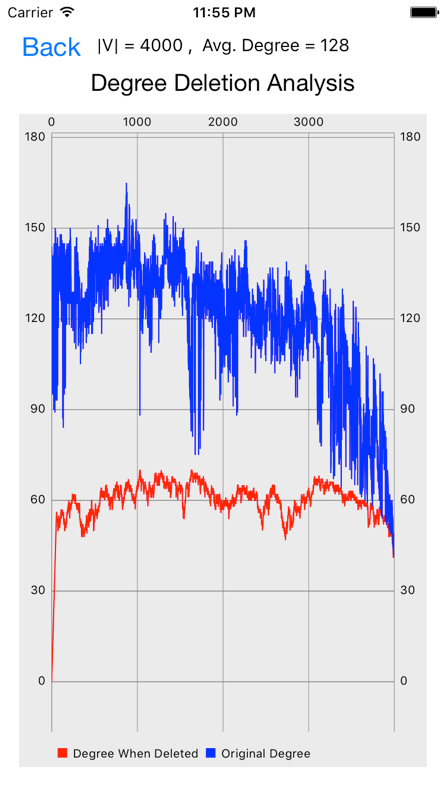 Carrier 11:55 PM
Back |V| = 4000 , Avg. Degree = 128
Degree Deletion Analysis
0 1000 2000 3000
180 180
150 150
120 120
90 90
60 60
30 30
0 0
Degree When Deleted Original Degree